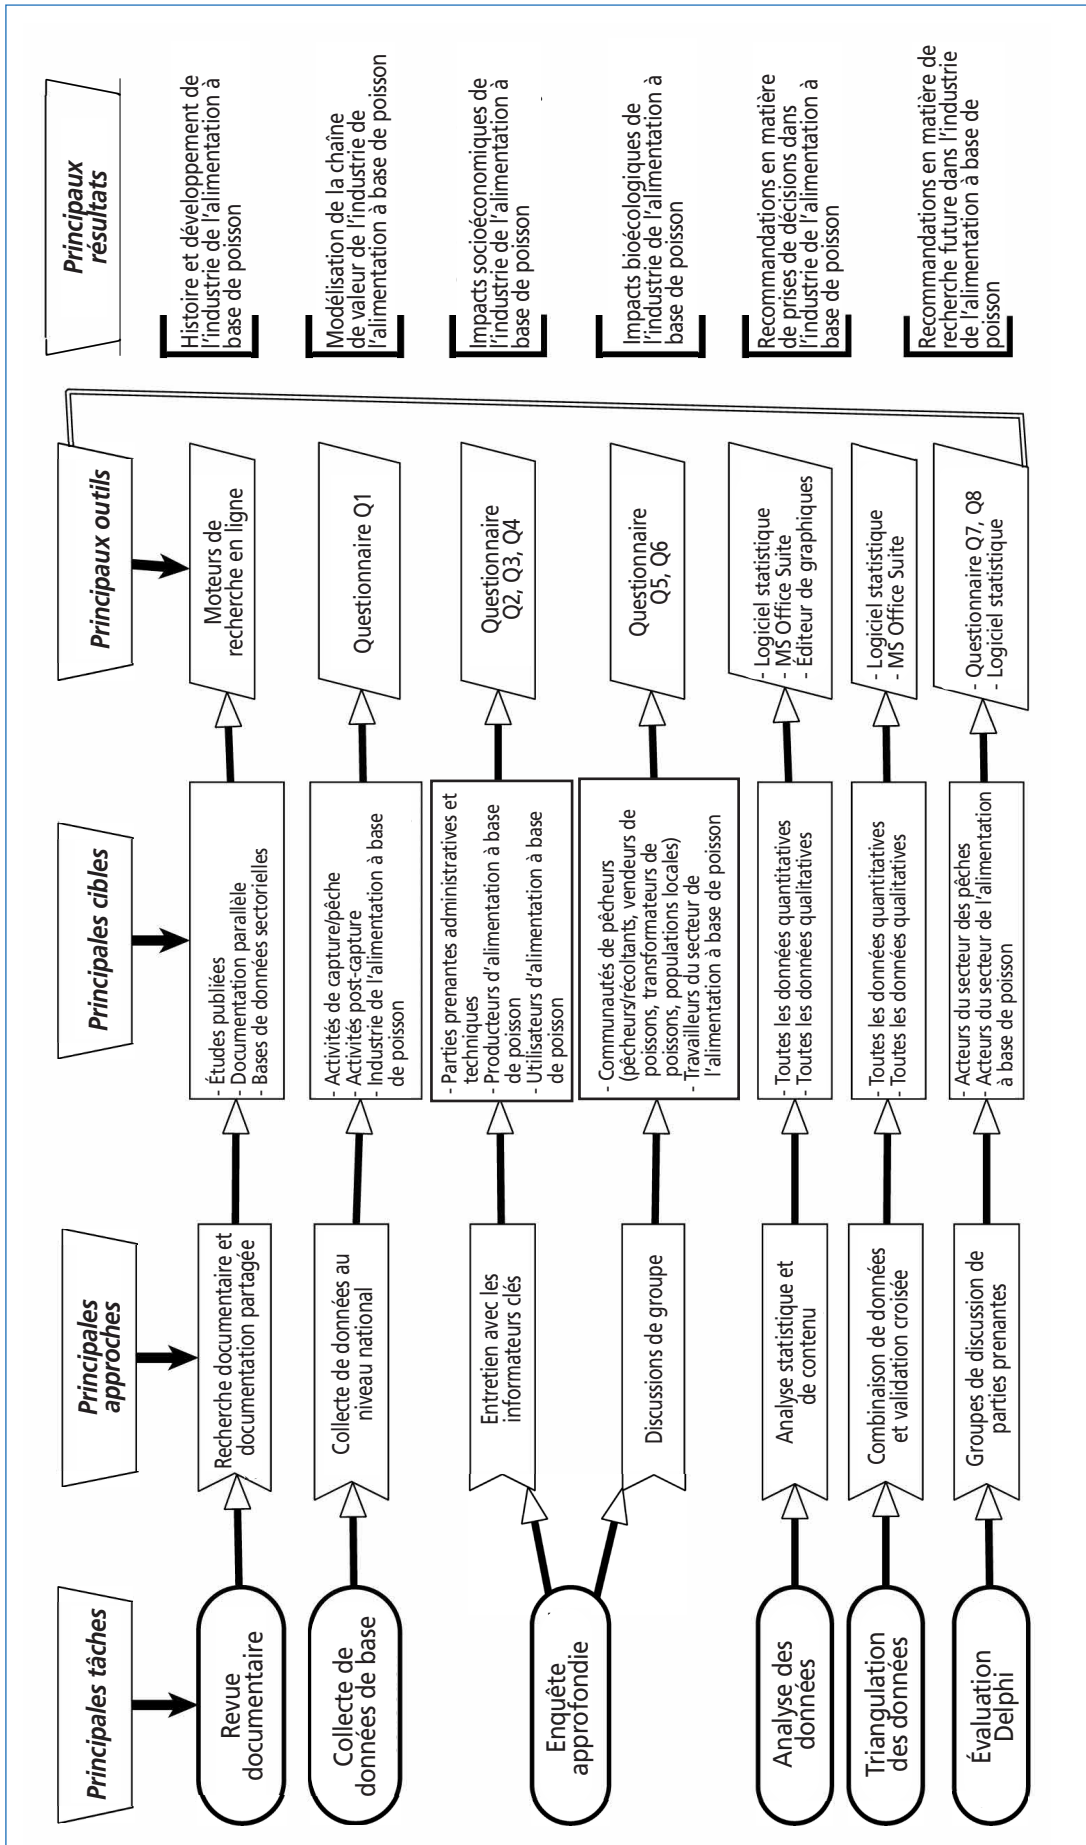 Principales tâches
Principales
approches
Principales cibles
Principaux outils
Principaux
résultats
Revue
documentaire
Recherche documentaire et
documentation partagée
- Études publiées
- Documentation parallèle
- Bases de données sectorielles
Moteurs de
recherche en ligne
Collecte de
données de base
Collecte de données au
niveau national
- Activités de capture/pêche
- Activités post-capture
- Industrie de l'alimentation à base
de poisson
Questionnaire Q1
Enquête
approfondie
Entretien avec les
informateurs clés
- Parties prenantes administratives et
techniques
- Producteurs d'alimentation à base
de poisson
- Utilisateurs d'alimentation à base
de poisson
Questionnaire
Q2, Q3, Q4
Discussions de groupe
- Communautés de pêcheurs
(pêcheurs/récoltants, vendeurs de
poissons, transformateurs de
poissons, populations locales)
- Travailleurs du secteur de
l'alimentation à base de poisson
Questionnaire
Q5, Q6
Analyse des
données
Analyse statistique et
de contenu
- Toutes les données quantitatives
- Toutes les données qualitatives
- Logiciel statistique
- MS Office Suite
- Éditeur de graphiques
Triangulation
des données
Combinaison de données
et validation croisée
- Toutes les données quantitatives
- Toutes les données qualitatives
- Logiciel statistique
- MS Office Suite
Évaluation
Delphi
Groupes de discussion de
parties prenantes
- Acteurs du secteur des pêches
- Acteurs du secteur de l'alimentation
à base de poisson
- Questionnaire Q7, Q8
- Logiciel statistique
Histoire et développement de
l'industrie de l'alimentation à
base de poisson
Modélisation de la chaîne
de valeur de l'industrie de
l'alimentation à base de poisson
Impacts socioéconomiques de
l'industrie de l'alimentation à
base de poisson
Impacts bioécologiques de
l'industrie de l'alimentation à
base de poisson
Recommandations en matière
de prises de décisions dans
l'industrie de l'alimentation à
base de poisson
Recommandations en matière de
recherche future dans l'industrie
de l'alimentation à base de
poisson